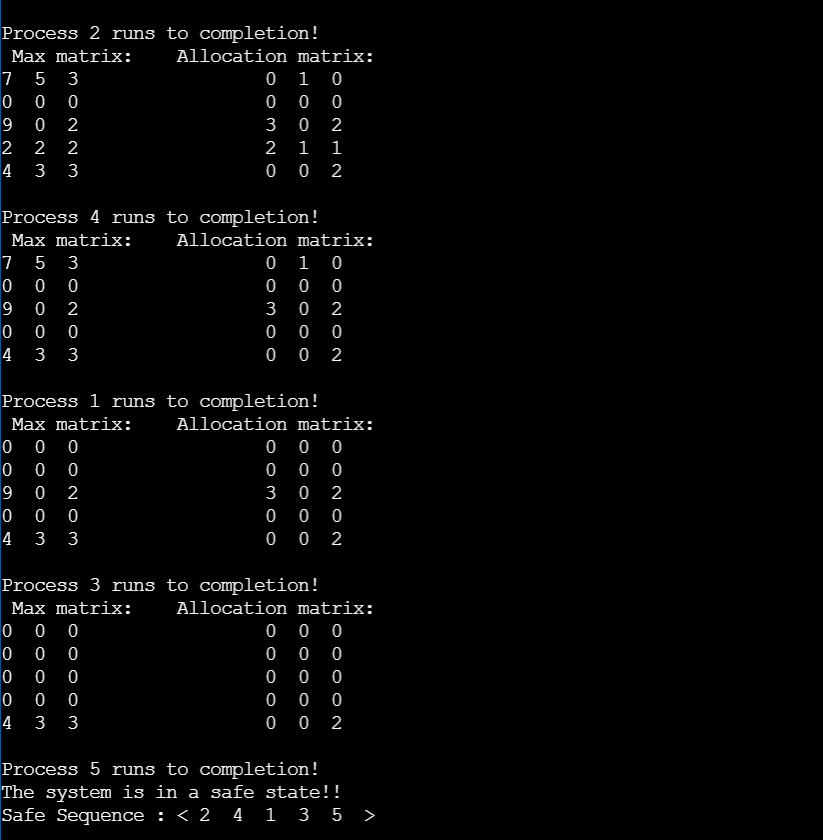 Process 2 runs to completion!
 Max matrix:    Allocation matrix:
7  5  3                 0  1  0
0  0  0                 0  0  0
9  0  2                 3  0  2
2  2  2                 2  1  1
4  3  3                 0  0  2

Process 4 runs to completion!
 Max matrix:    Allocation matrix:
7  5  3                 0  1  0
0  0  0                 0  0  0
9  0  2                 3  0  2
0  0  0                 0  0  0
4  3  3                 0  0  2

Process 1 runs to completion!
 Max matrix:    Allocation matrix:
0  0  0                 0  0  0
0  0  0                 0  0  0
9  0  2                 3  0  2
0  0  0                 0  0  0
4  3  3                 0  0  2

Process 3 runs to completion!
 Max matrix:    Allocation matrix:
0  0  0                 0  0  0
0  0  0                 0  0  0
0  0  0                 0  0  0
0  0  0                 0  0  0
4  3  3                 0  0  2

Process 5 runs to completion!
The system is in a safe state!!
Safe Sequence : < 2  4  1  3  5  >